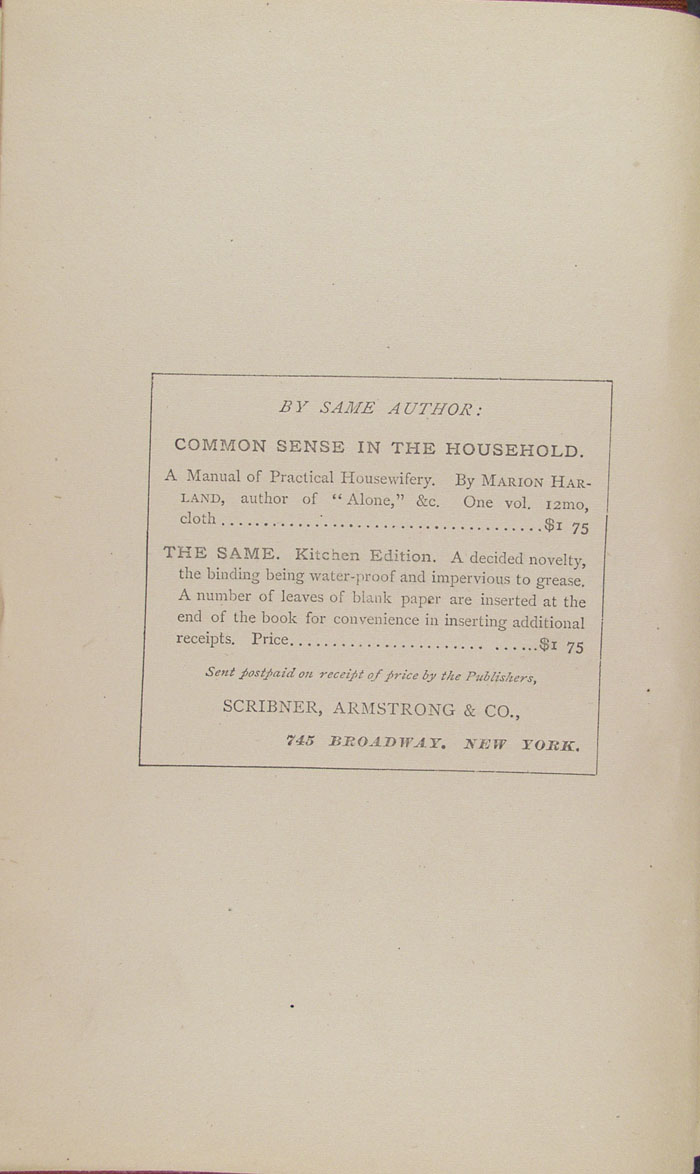 BY SAME AUTHOR:
COMMON SENSE IN THE HOUSEHOLD.
A Manual of Practical Housewifery. By MARION HAR-
LAND, author of "Alone," &c. One vol. 12mo,
cloth.......................................$1 75
THE SAME. Kitchen Edition. A decided novelty,
the binding being water-proof and impervious to grease.
A number of leaves of blank paper are inserted at the
end of the book for convenience in inserting additional
receipts. Price....................... ......$1 75
Sent postpaid on receipt of price by the Publishers,
SCRIBNER, ARMSTRONG & CO.,
745 BROADWAY. NEW YORK.